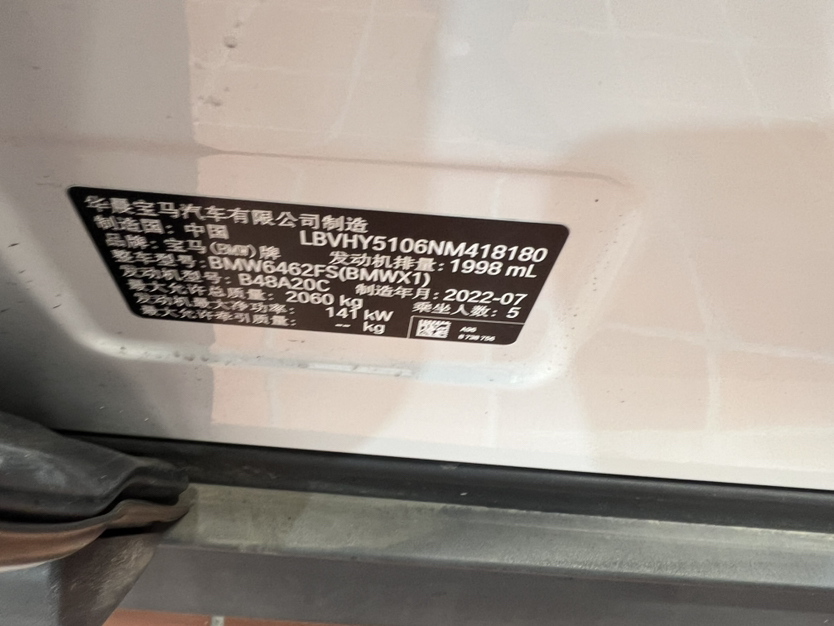 华晨宝马汽车有限公司制造
制造国: 中国 LBVHY5106NM418180
品牌: 宝马(BMW)牌 发动机排量: 1998 mL
整车型号: BMW6462FS(BMWX1)
发动机型号: B48A20C 制造年月: 2022-07
最大允许总质量: 2060 kg 乘坐人数: 5
发动机最大净功率: 141 kW
最大允许牵引质量: -- kg
A96
8 738 756